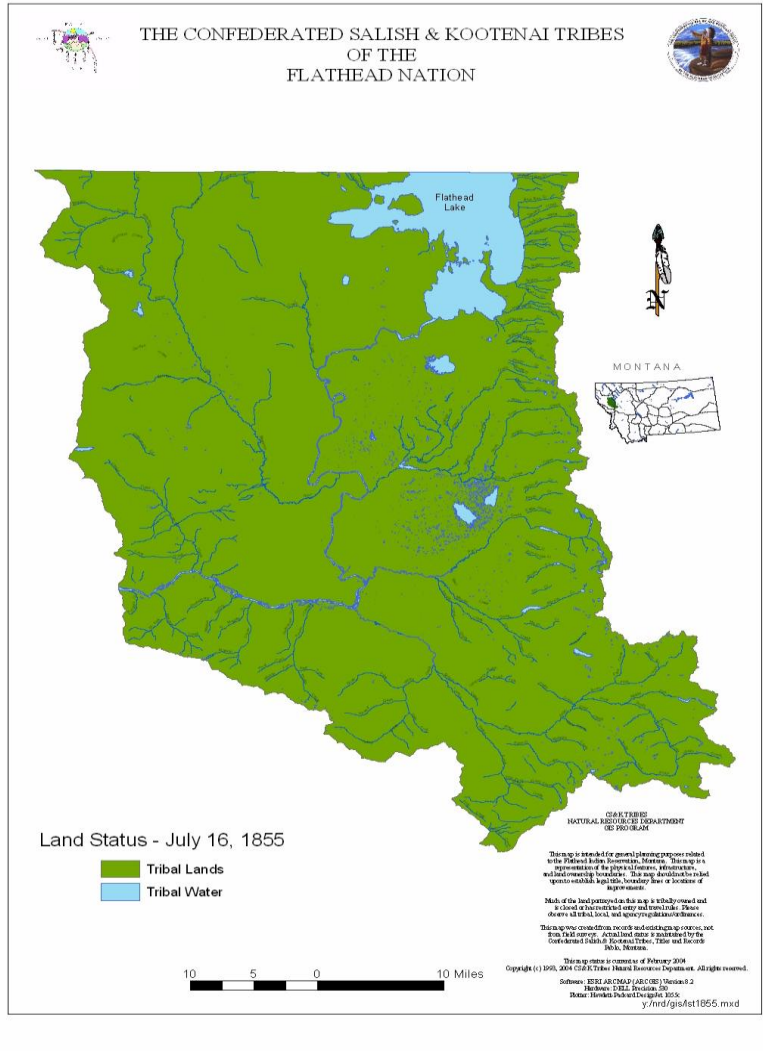 THE CONFEDERATED SALISH & KOOTENAI TRIBES
OF THE
FLATHEAD NATION
Flathead
Lake
N
MONTANA
Land Status - July 16, 1855
Tribal Lands
Tribal Water
10 5 0 10 Miles
CS&K TRIBES
NATURAL RESOURCES DEPARTMENT
GIS PROGRAM
This map is intended for general planning purposes related
to the Flathead Indian Reservation, Montana. This map is a
representation of the physical features, infrastructure,
and land ownership boundaries. This map should not be relied
upon to establish legal title, boundary lines or locations of
improvements.
Much of the land portrayed on this map is tribally owned and
is closed or has restricted entry and travel rules. Please
observe all tribal, local, and agency regulations/ordinances.
This map was created from records and existing map sources, not
from field surveys. Actual land status is maintained by the
Confederated Salish & Kootenai Tribes, Titles and Records
Pablo, Montana.
This map status is current as of February 2004
Copyright (c) 1993, 2004 CS&K Tribes Natural Resources Department. All rights reserved.
Software: ESRI ARCMAP (ARCGIS) Version 8.2
Hardware: DELL Precision 530
Plotter: Hewlett-Packard DesignJet 1055c
y:/nrd/gis/lst1855.mxd